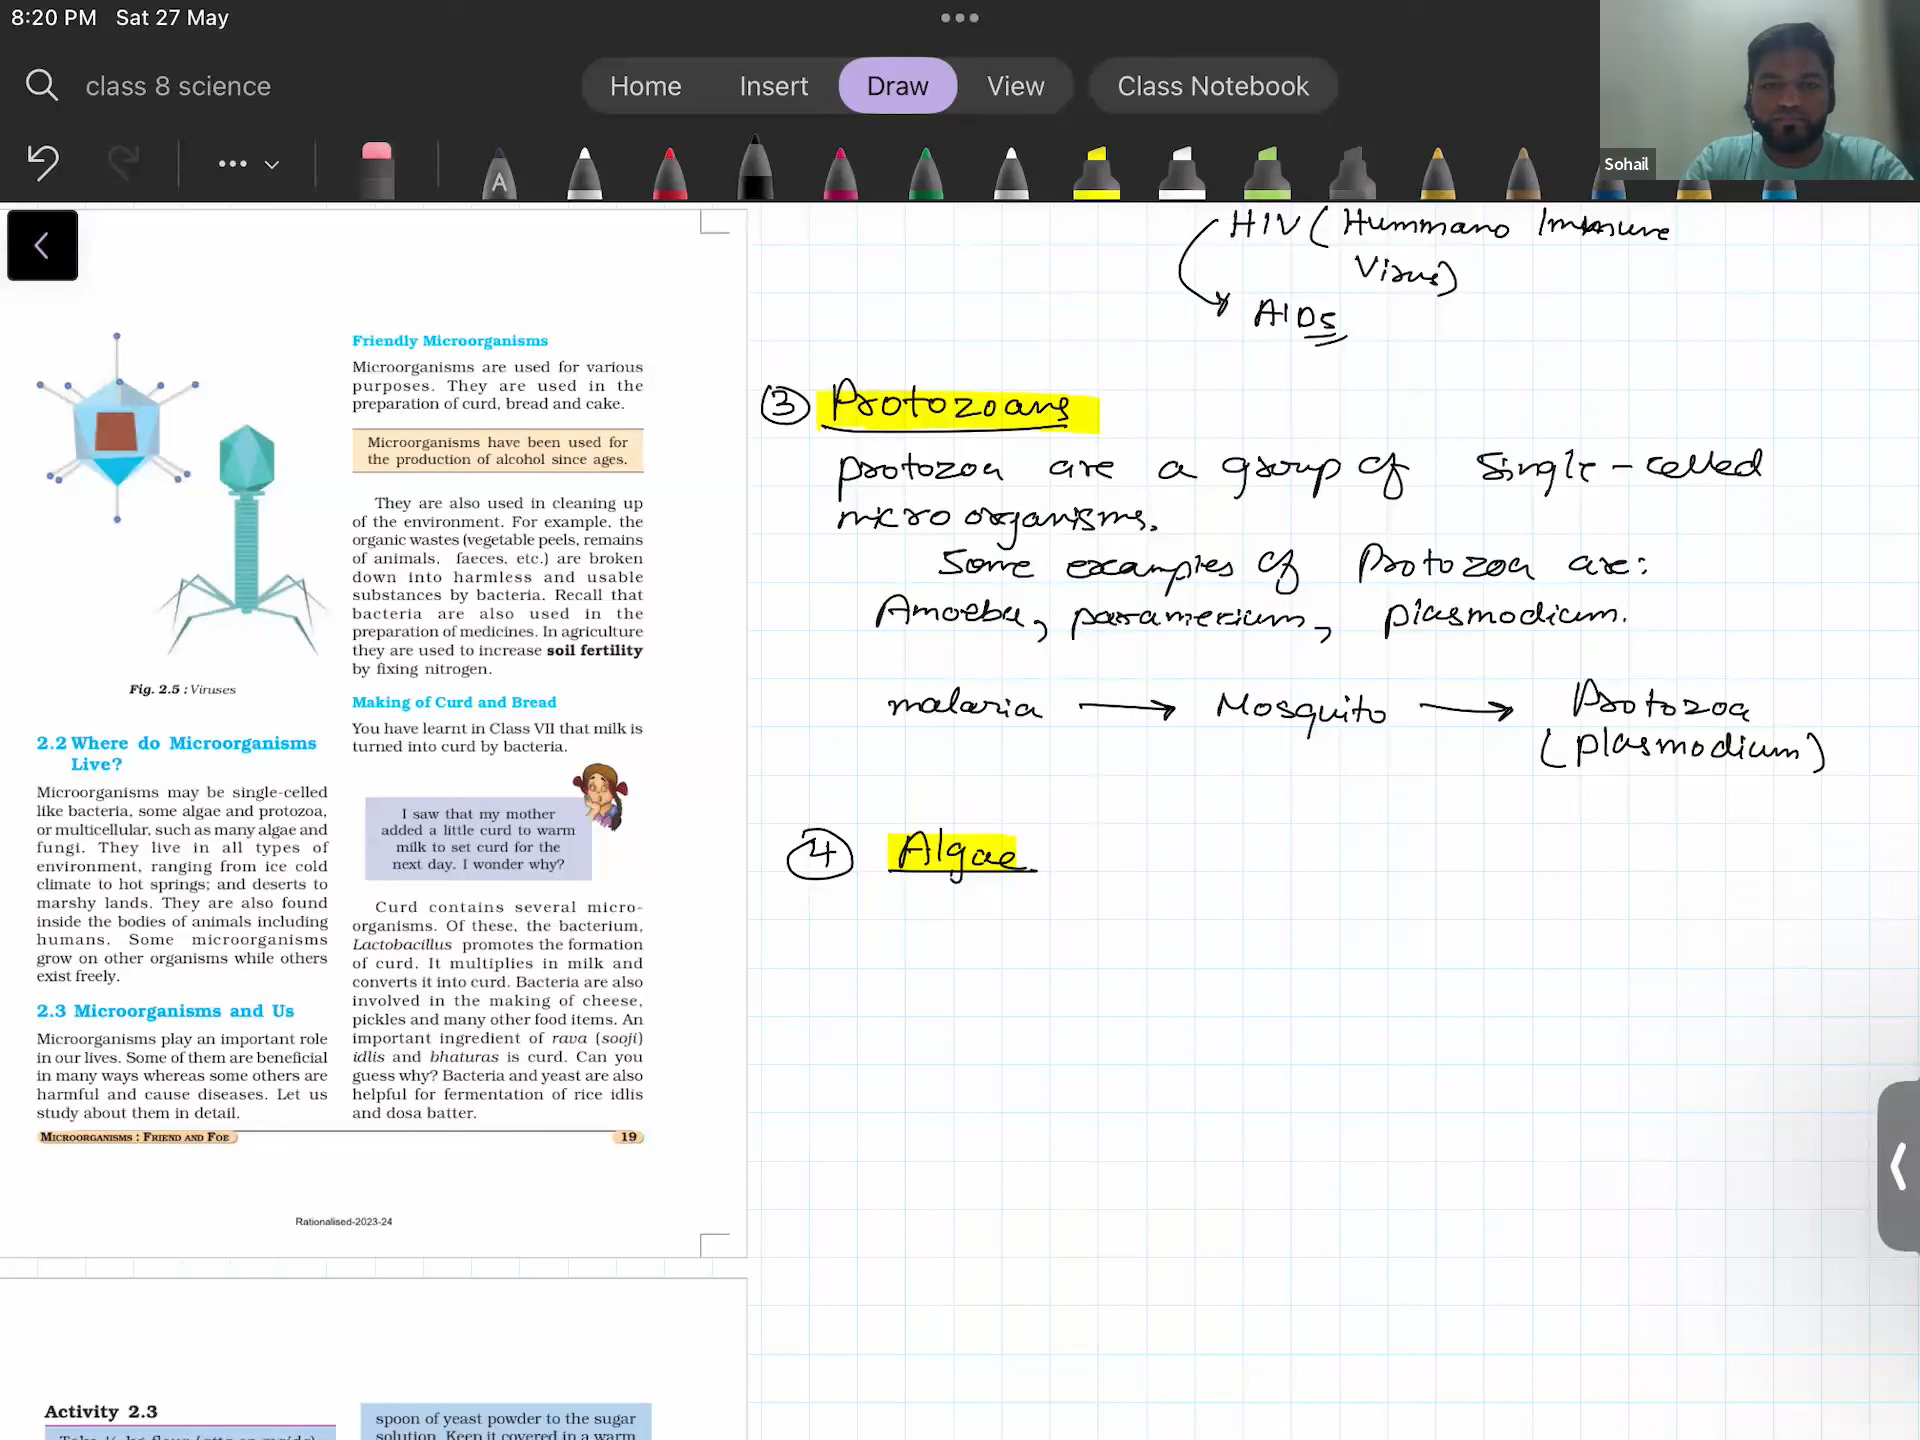 8:20 PM Sat 27 May
class 8 science
Home Insert Draw View Class Notebook
A
Sohail
Friendly Microorganisms
Microorganisms are used for various
purposes. They are used in the
preparation of curd, bread and cake.
Microorganisms have been used for
the production of alcohol since ages.
They are also used in cleaning up
of the environment. For example, the
organic wastes (vegetable peels, remains
of animals, faeces, etc.) are broken
down into harmless and usable
substances by bacteria. Recall that
bacteria are also used in the
preparation of medicines. In agriculture
they are used to increase soil fertility
by fixing nitrogen.
Fig. 2.5 : Viruses
2.2 Where do Microorganisms
Live?
Microorganisms may be single-celled
like bacteria, some algae and protozoa,
or multicellular, such as many algae and
fungi. They live in all types of
environment, ranging from ice cold
climate to hot springs; and deserts to
marshy lands. They are also found
inside the bodies of animals including
humans. Some microorganisms
grow on other organisms while others
exist freely.
2.3 Microorganisms and Us
Microorganisms play an important role
in our lives. Some of them are beneficial
in many ways whereas some others are
harmful and cause diseases. Let us
study about them in detail.
Making of Curd and Bread
You have learnt in Class VII that milk is
turned into curd by bacteria.
I saw that my mother
added a little curd to warm
milk to set curd for the
next day. I wonder why?
Curd contains several micro-
organisms. Of these, the bacterium,
Lactobacillus promotes the formation
of curd. It multiplies in milk and
converts it into curd. Bacteria are also
involved in the making of cheese,
pickles and many other food items. An
important ingredient of rava (sooji)
idlis and bhaturas is curd. Can you
guess why? Bacteria and yeast are also
helpful for fermentation of rice idlis
and dosa batter.
MICROORGANISMS : FRIEND AND FOE 19
Rationalised-2023-24
Activity 2.3
spoon of yeast powder to the sugar
solution. Keep it covered in a warm
HIV ( Hummano Immune
Virus)
AIDs
3 Protozoans
protozoa are a group of single-celled
micro organisms.
Some examples of Protozoa are:
Amoeba, paramecium, plasmodium.
malaria → Mosquito → Protozoa
(plasmodium)
4 Algae